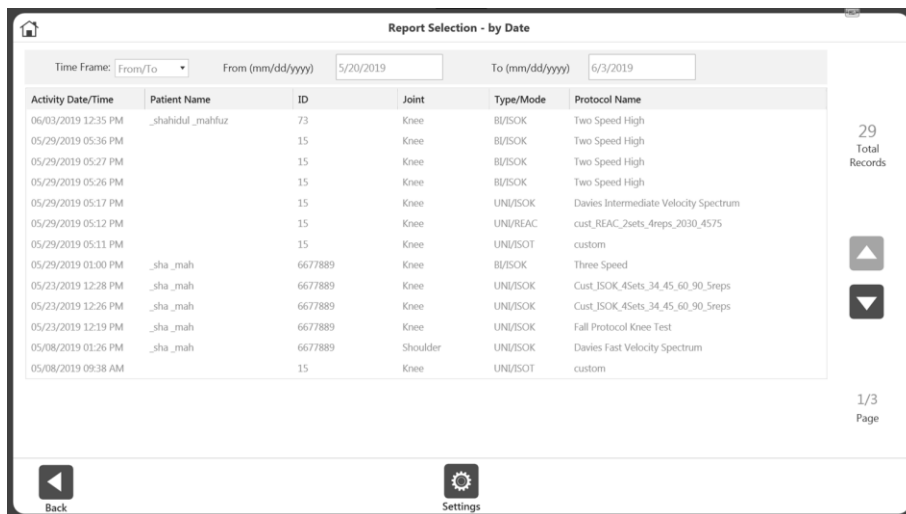 Report Selection - by Date
Time Frame: From/To From (mm/dd/yyyy) 5/20/2019 To (mm/dd/yyyy) 6/3/2019
Activity Date/Time Patient Name ID Joint Type/Mode Protocol Name
06/03/2019 12:35 PM _shahidul _mahfuz 73 Knee BI/ISOK Two Speed High
05/29/2019 05:36 PM 15 Knee BI/ISOK Two Speed High
05/29/2019 05:27 PM 15 Knee BI/ISOK Two Speed High
05/29/2019 05:26 PM 15 Knee BI/ISOK Two Speed High
05/29/2019 05:17 PM 15 Knee UNI/ISOK Davies Intermediate Velocity Spectrum
05/29/2019 05:12 PM 15 Knee UNI/REAC cust_REAC_2sets_4reps_2030_4575
05/29/2019 05:11 PM 15 Knee UNI/ISOT custom
05/29/2019 01:00 PM _sha _mah 6677889 Knee BI/ISOK Three Speed
05/23/2019 12:28 PM _sha _mah 6677889 Knee UNI/ISOK Cust_ISOK_4Sets_34_45_60_90_5reps
05/23/2019 12:26 PM _sha _mah 6677889 Knee UNI/ISOK Cust_ISOK_4Sets_34_45_60_90_5reps
05/23/2019 12:19 PM _sha _mah 6677889 Knee UNI/ISOK Fall Protocol Knee Test
05/08/2019 01:26 PM _sha _mah 6677889 Shoulder UNI/ISOK Davies Fast Velocity Spectrum
05/08/2019 09:38 AM 15 Knee UNI/ISOT custom
29
Total
Records
1/3
Page
Back
Settings